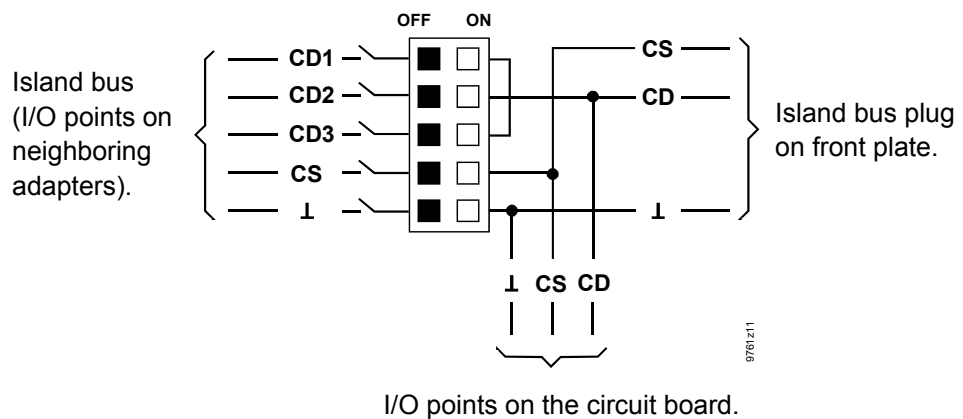 OFF ON
CD1 CS
Island bus
(I/O points on
neighboring
adapters).
CD2 CD
CD3
CS
⊥ ⊥
Island bus plug
on front plate.
⊥ CS CD
9761z11
I/O points on the circuit board.